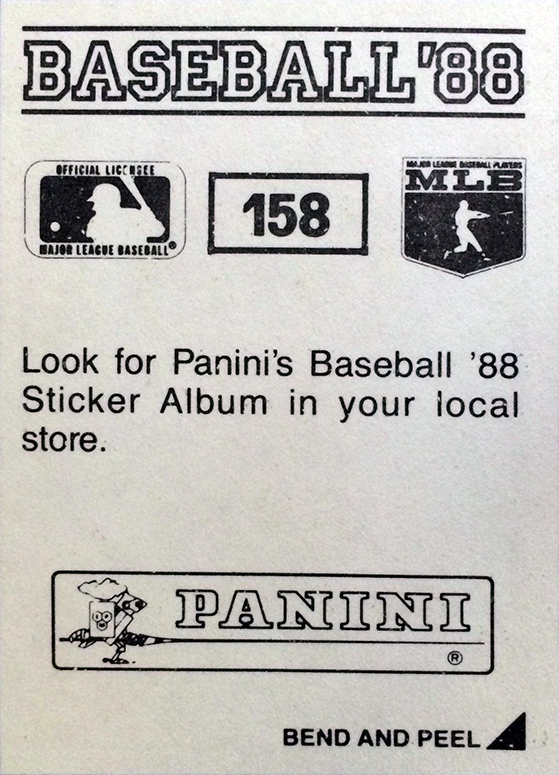 BASEBALL '88
OFFICIAL LICENSEE
MAJOR LEAGUE BASEBALL®
158
MAJOR LEAGUE BASEBALL PLAYERS
MLB
Look for Panini's Baseball '88
Sticker Album in your local
store.
PANINI
®
BEND AND PEEL